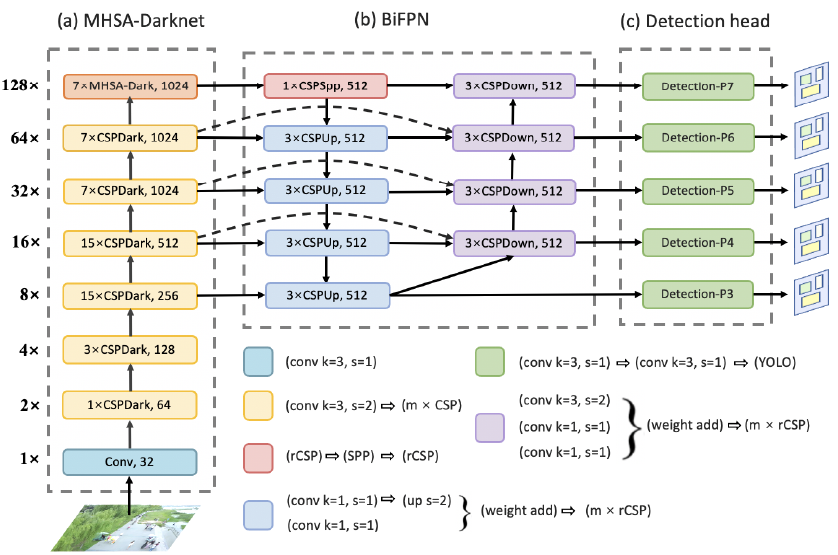 (a) MHSA-Darknet
(b) BiFPN
(c) Detection head
128×
7×MHSA-Dark, 1024
1×CSPSpp, 512
3×CSPDown, 512
Detection-P7
64×
7×CSPDark, 1024
3×CSPUp, 512
3×CSPDown, 512
Detection-P6
32×
7×CSPDark, 1024
3×CSPUp, 512
3×CSPDown, 512
Detection-P5
16×
15×CSPDark, 512
3×CSPUp, 512
3×CSPDown, 512
Detection-P4
8×
15×CSPDark, 256
3×CSPUp, 512
Detection-P3
4×
3×CSPDark, 128
2×
1×CSPDark, 64
1×
Conv, 32
(conv k=3, s=1)
(conv k=3, s=2) ⇨ (m × CSP)
(rCSP) ⇨ (SPP) ⇨ (rCSP)
(conv k=1, s=1) ⇨ (up s=2)
(conv k=1, s=1)
(weight add) ⇨ (m × rCSP)
(conv k=3, s=1) ⇨ (conv k=3, s=1) ⇨ (YOLO)
(conv k=3, s=2)
(conv k=1, s=1)
(conv k=1, s=1)
(weight add) ⇨ (m × rCSP)